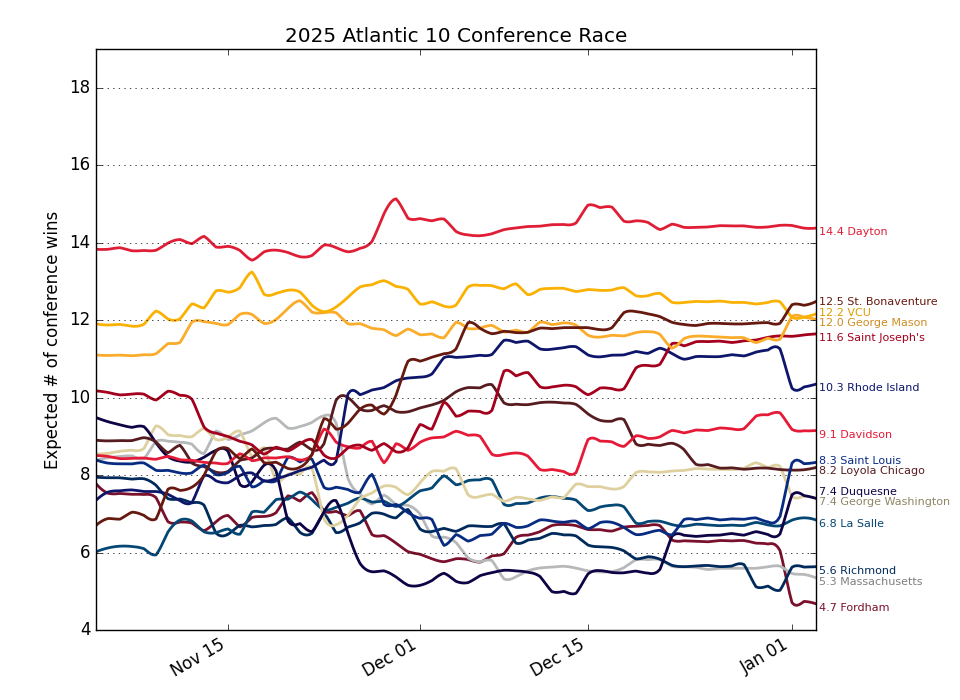 2025 Atlantic 10 Conference Race
Expected # of conference wins
18
16
14
12
10
8
6
4
Nov 15
Dec 01
Dec 15
Jan 01
14.4 Dayton
12.5 St. Bonaventure
12.2 VCU
12.0 George Mason
11.6 Saint Joseph's
10.3 Rhode Island
9.1 Davidson
8.3 Saint Louis
8.2 Loyola Chicago
7.4 Duquesne
7.4 George Washington
6.8 La Salle
5.6 Richmond
5.3 Massachusetts
4.7 Fordham